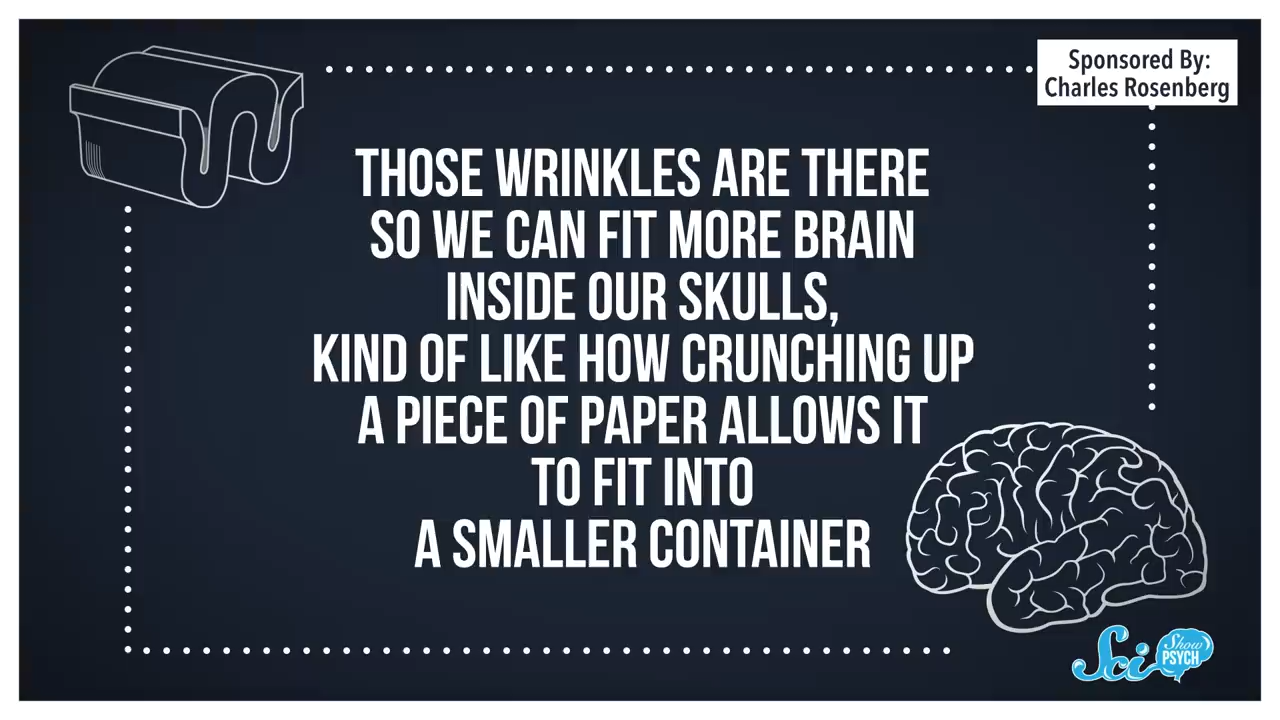 Sponsored By:
Charles Rosenberg
THOSE WRINKLES ARE THERE
SO WE CAN FIT MORE BRAIN
INSIDE OUR SKULLS,
KIND OF LIKE HOW CRUNCHING UP
A PIECE OF PAPER ALLOWS IT
TO FIT INTO
A SMALLER CONTAINER
Sci Show
PSYCH